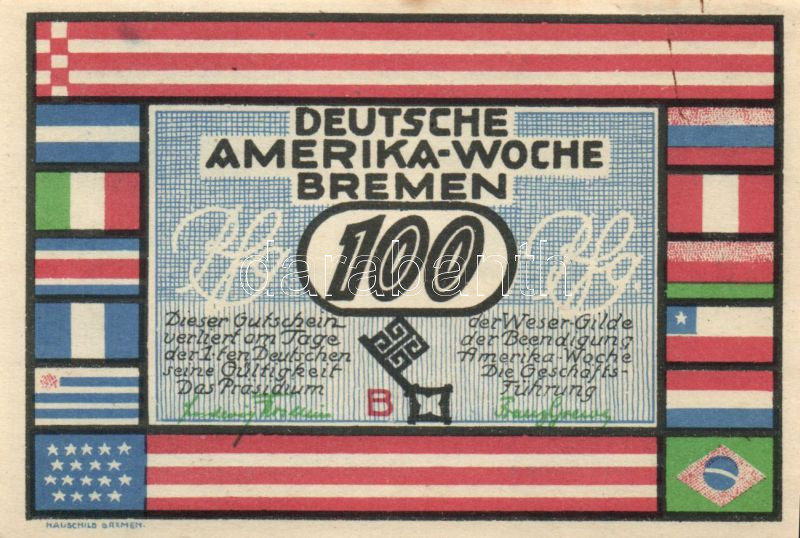 DEUTSCHE
AMERIKA-WOCHE
BREMEN
Pfg. 100 Pfg.
Dieser Gutschein der Weser-Gilde
verliert am Tage der Beendigung
der 1.ten Deutschen Amerika-Woche
seine Gültigkeit Die Geschäfts-
Das Präsidium Führung
B
HAUSCHILD BREMEN.
darabanth